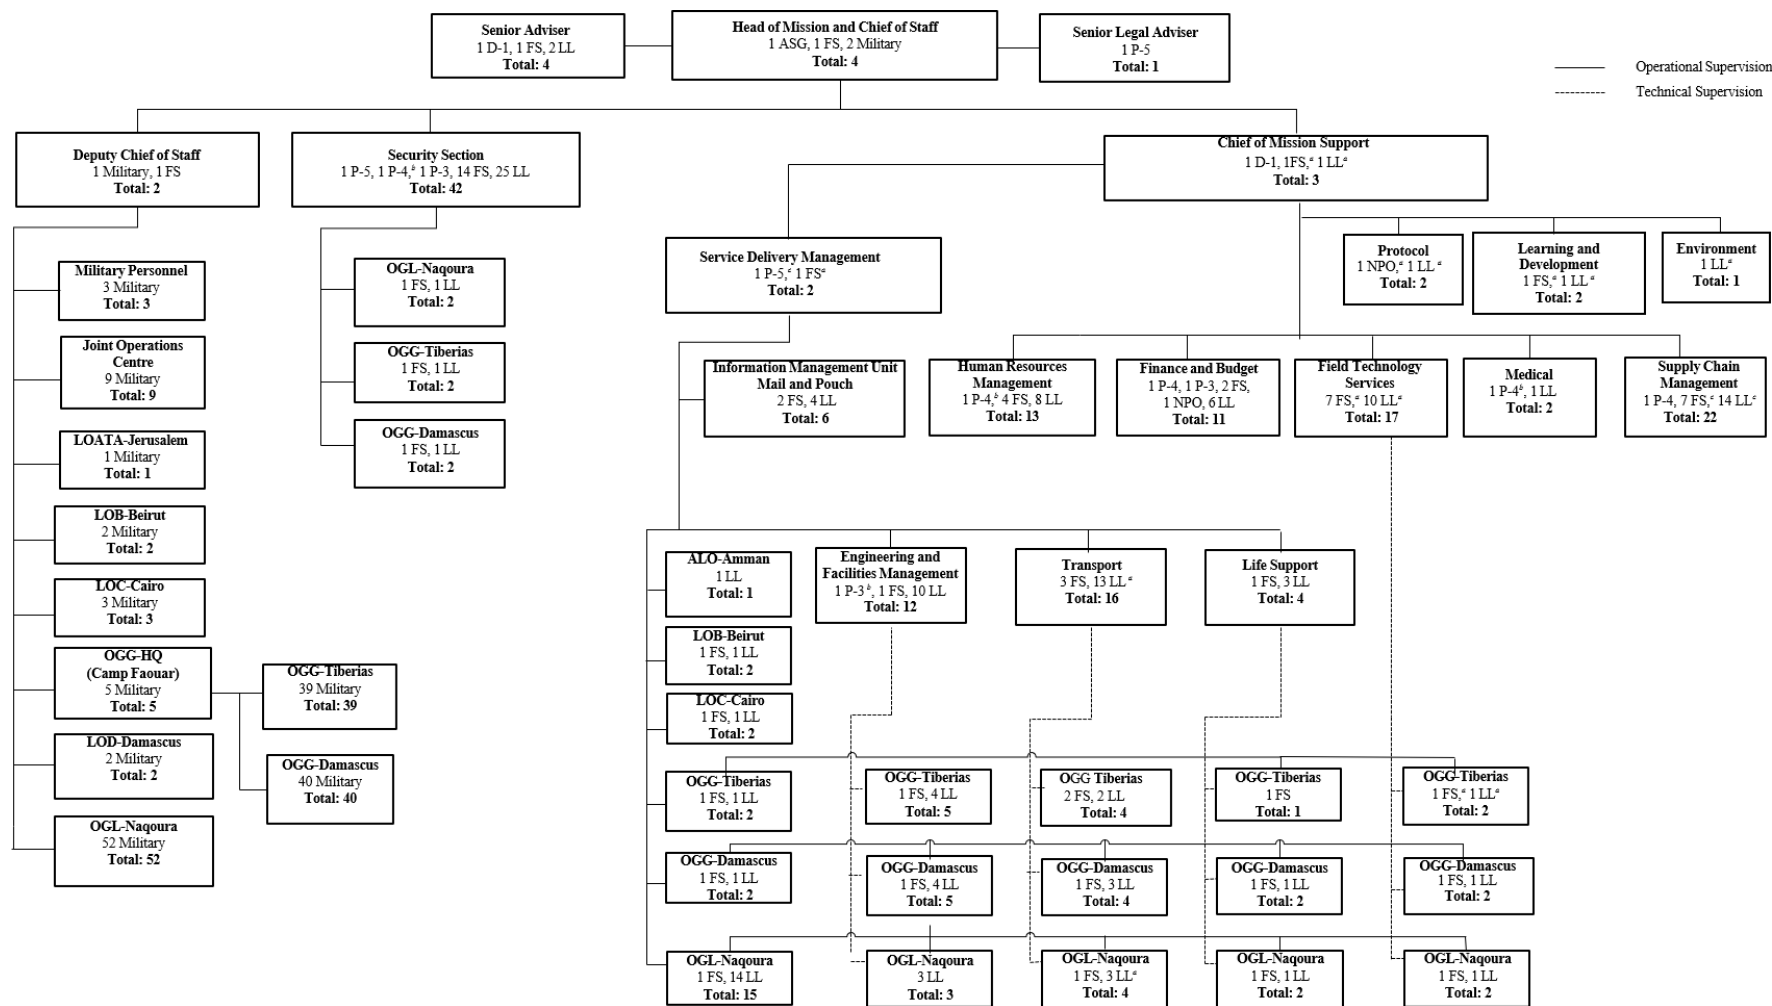 Senior Adviser
1 D-1, 1 FS, 2 LL
Total: 4
Head of Mission and Chief of Staff
1 ASG, 1 FS, 2 Military
Total: 4
Senior Legal Adviser
1 P-5
Total: 1
Operational Supervision
Technical Supervision
Deputy Chief of Staff
1 Military, 1 FS
Total: 2
Security Section
1 P-5, 1 P-4,ᵇ 1 P-3, 14 FS, 25 LL
Total: 42
Chief of Mission Support
1 D-1, 1FS,ᵃ 1 LLᵃ
Total: 3
Military Personnel
3 Military
Total: 3
Joint Operations
Centre
9 Military
Total: 9
LOATA-Jerusalem
1 Military
Total: 1
LOB-Beirut
2 Military
Total: 2
LOC-Cairo
3 Military
Total: 3
OGG-HQ
(Camp Faouar)
5 Military
Total: 5
OGG-Tiberias
39 Military
Total: 39
OGG-Damascus
40 Military
Total: 40
LOD-Damascus
2 Military
Total: 2
OGL-Naqoura
52 Military
Total: 52
OGL-Naqoura
1 FS, 1 LL
Total: 2
OGG-Tiberias
1 FS, 1 LL
Total: 2
OGG-Damascus
1 FS, 1 LL
Total: 2
Service Delivery Management
1 P-5, 1 FSᵃ
Total: 2
Protocol
1 NPO,ᵃ 1 LL ᵃ
Total: 2
Learning and
Development
1 FS,ᵃ 1 LL ᵃ
Total: 2
Environment
1 LLᵃ
Total: 1
Information Management Unit
Mail and Pouch
2 FS, 4 LL
Total: 6
Human Resources
Management
1 P-4,ᵇ 4 FS, 8 LL
Total: 13
Finance and Budget
1 P-4, 1 P-3, 2 FS,
1 NPO, 6 LL
Total: 11
Field Technology
Services
7 FS,ᵃ 10 LLᵃ
Total: 17
Medical
1 P-4ᵇ, 1 LL
Total: 2
Supply Chain
Management
1 P-4, 7 FS, 14 LL
Total: 22
ALO-Amman
1 LL
Total: 1
Engineering and
Facilities Management
1 P-3 ᵇ, 1 FS, 10 LL
Total: 12
Transport
3 FS, 13 LL ᵃ
Total: 16
Life Support
1 FS, 3 LL
Total: 4
LOB-Beirut
1 FS, 1 LL
Total: 2
LOC-Cairo
1 FS, 1 LL
Total: 2
OGG-Tiberias
1 FS, 1 LL
Total: 2
OGG-Tiberias
1 FS, 4 LL
Total: 5
OGG Tiberias
2 FS, 2 LL
Total: 4
OGG-Tiberias
1 FS
Total: 1
OGG-Tiberias
1 FS,ᵃ 1 LLᵃ
Total: 2
OGG-Damascus
1 FS, 1 LL
Total: 2
OGG-Damascus
1 FS, 4 LL
Total: 5
OGG-Damascus
1 FS, 3 LL
Total: 4
OGG-Damascus
1 FS, 1 LL
Total: 2
OGG-Damascus
1 FS, 1 LL
Total: 2
OGL-Naqoura
1 FS, 14 LL
Total: 15
OGL-Naqoura
3 LL
Total: 3
OGL-Naqoura
1 FS, 3 LLᵃ
Total: 4
OGL-Naqoura
1 FS, 1 LL
Total: 2
OGL-Naqoura
1 FS, 1 LL
Total: 2